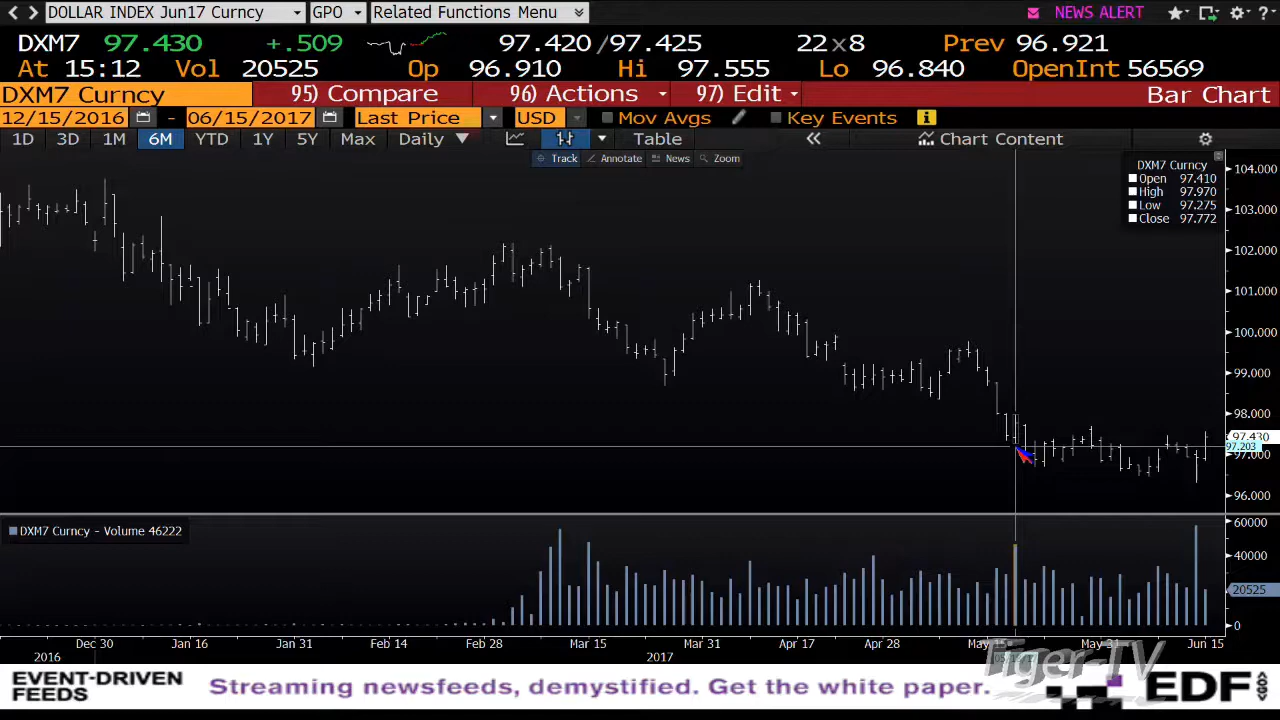 DOLLAR INDEX Jun17 Curncy GPO Related Functions Menu NEWS ALERT
DXM7 97.430 +.509 97.420 /97.425 22×8 Prev 96.921
At 15:12 Vol 20525 Op 96.910 Hi 97.555 Lo 96.840 OpenInt 56569
DXM7 Curncy 95) Compare 96) Actions 97) Edit Bar Chart
12/15/2016 - 06/15/2017 Last Price USD Mov Avgs Key Events
1D 3D 1M 6M YTD 1Y 5Y Max Daily Table Chart Content
Track Annotate News Zoom
DXM7 Curncy
Open 97.410
High 97.970
Low 97.275
Close 97.772
104.000
103.000
102.000
101.000
100.000
99.000
98.000
97.430
97.203
97.000
96.000
DXM7 Curncy - Volume 46222
60000
40000
20525
0
Dec 30 Jan 16 Jan 31 Feb 14 Feb 28 Mar 15 Mar 31 Apr 17 Apr 28 May 15 May 31 Jun 15
2016 2017
Tiger-TV
EVENT-DRIVEN
FEEDS
Streaming newsfeeds, demystified. Get the white paper.
EDF